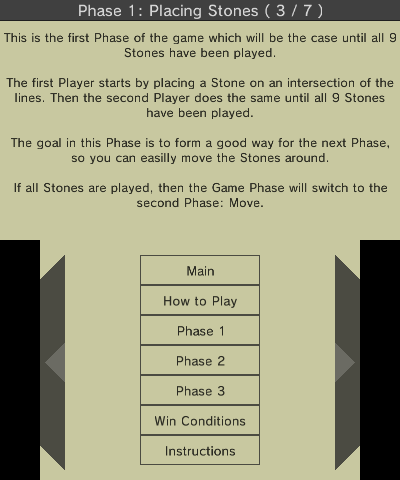 Phase 1: Placing Stones ( 3 / 7 )
This is the first Phase of the game which will be the case until all 9
Stones have been played.
The first Player starts by placing a Stone on an intersection of the
lines. Then the second Player does the same until all 9 Stones
have been played.
The goal in this Phase is to form a good way for the next Phase,
so you can easilly move the Stones around.
If all Stones are played, then the Game Phase will switch to the
second Phase: Move.
Main
How to Play
Phase 1
Phase 2
Phase 3
Win Conditions
Instructions